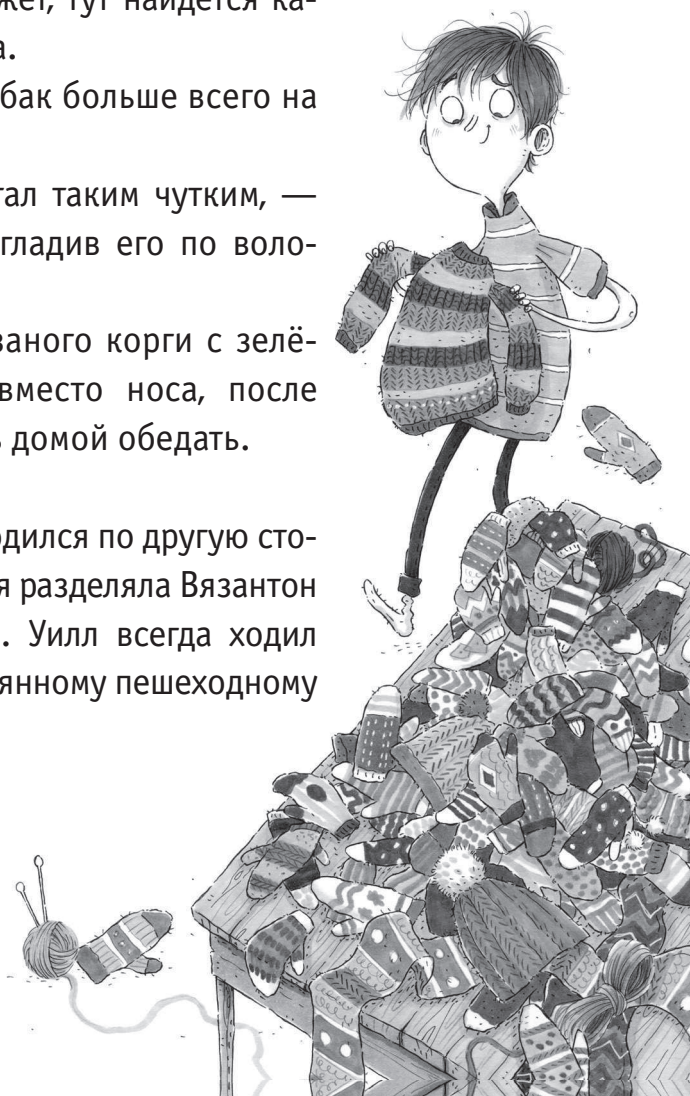 жет, тут найдётся ка-
а.
бак больше всего на
тал таким чутким, —
гладив его по воло-
заного корги с зелё-
вместо носа, после
ь домой обедать.
одился по другую сто-
я разделяла Вязантон
. Уилл всегда ходил
янному пешеходному